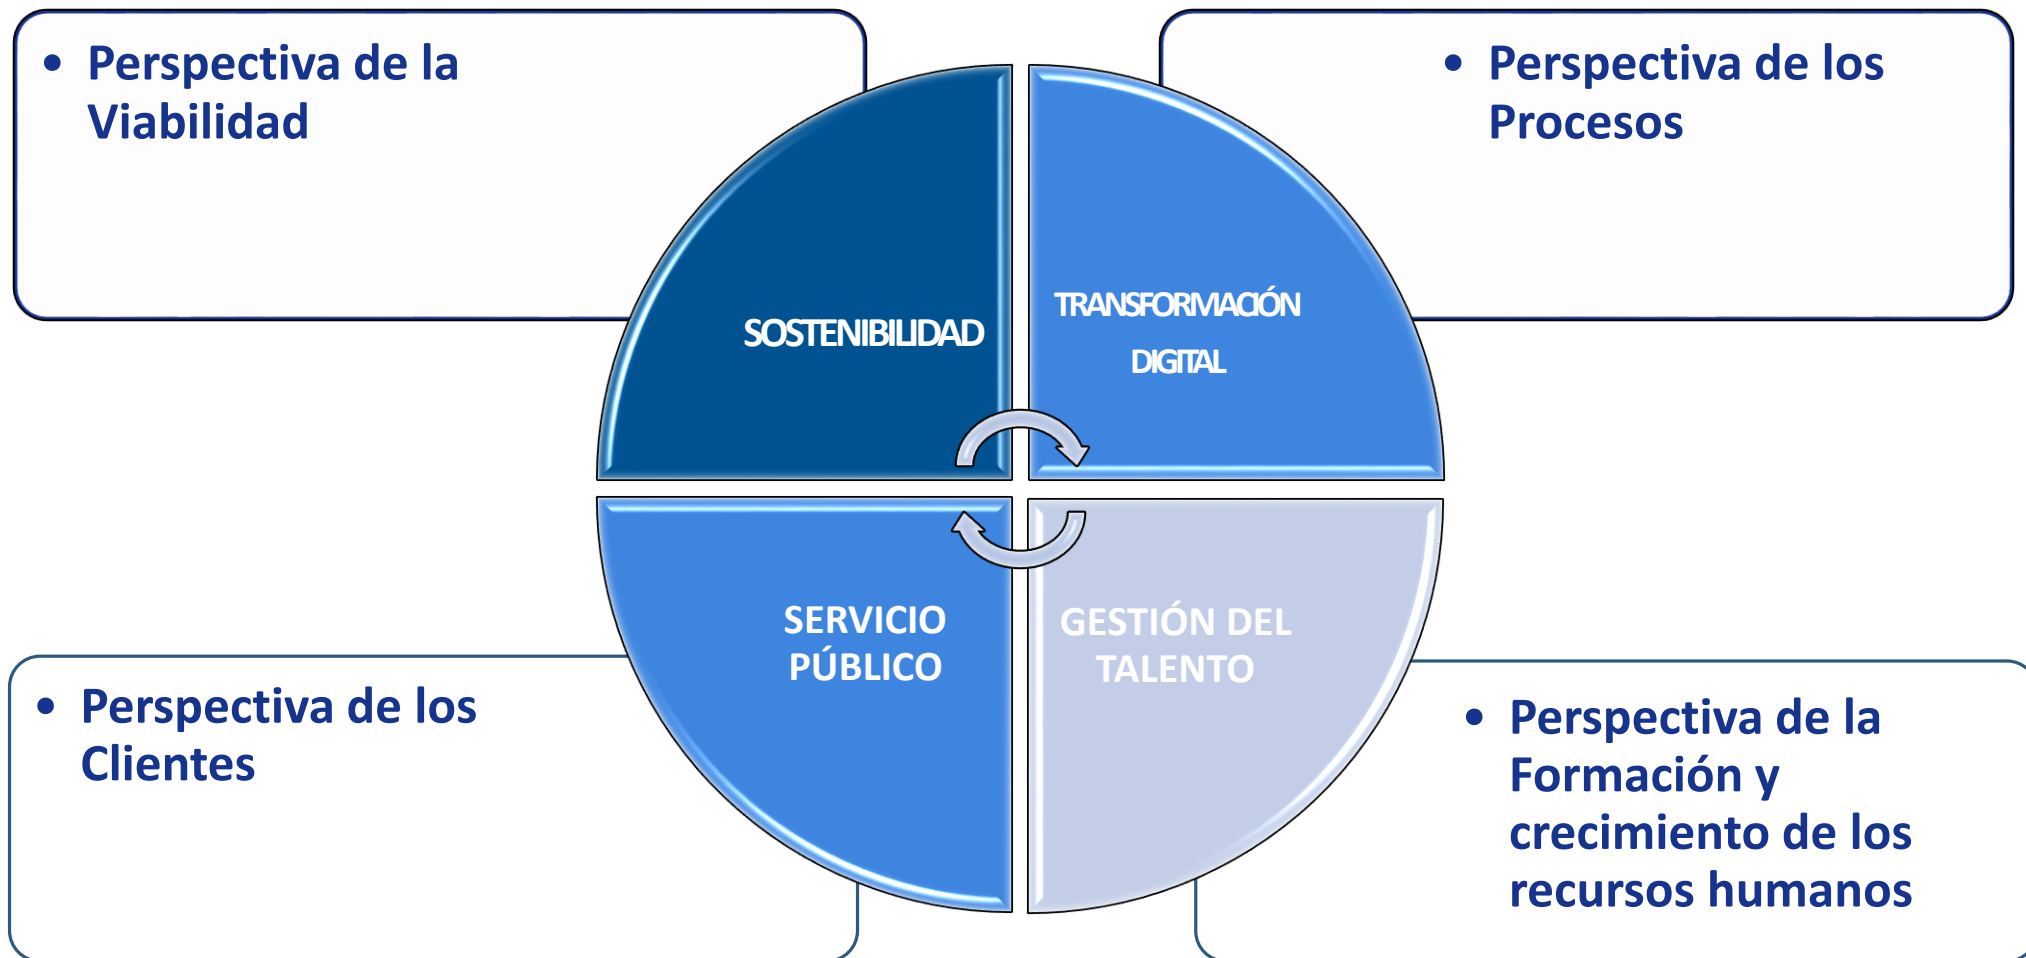 • Perspectiva de la
Viabilidad
• Perspectiva de los
Procesos
SOSTENIBILIDAD
TRANSFORMACIÓN
DIGITAL
SERVICIO
PÚBLICO
GESTIÓN DEL
TALENTO
• Perspectiva de los
Clientes
• Perspectiva de la
Formación y
crecimiento de los
recursos humanos